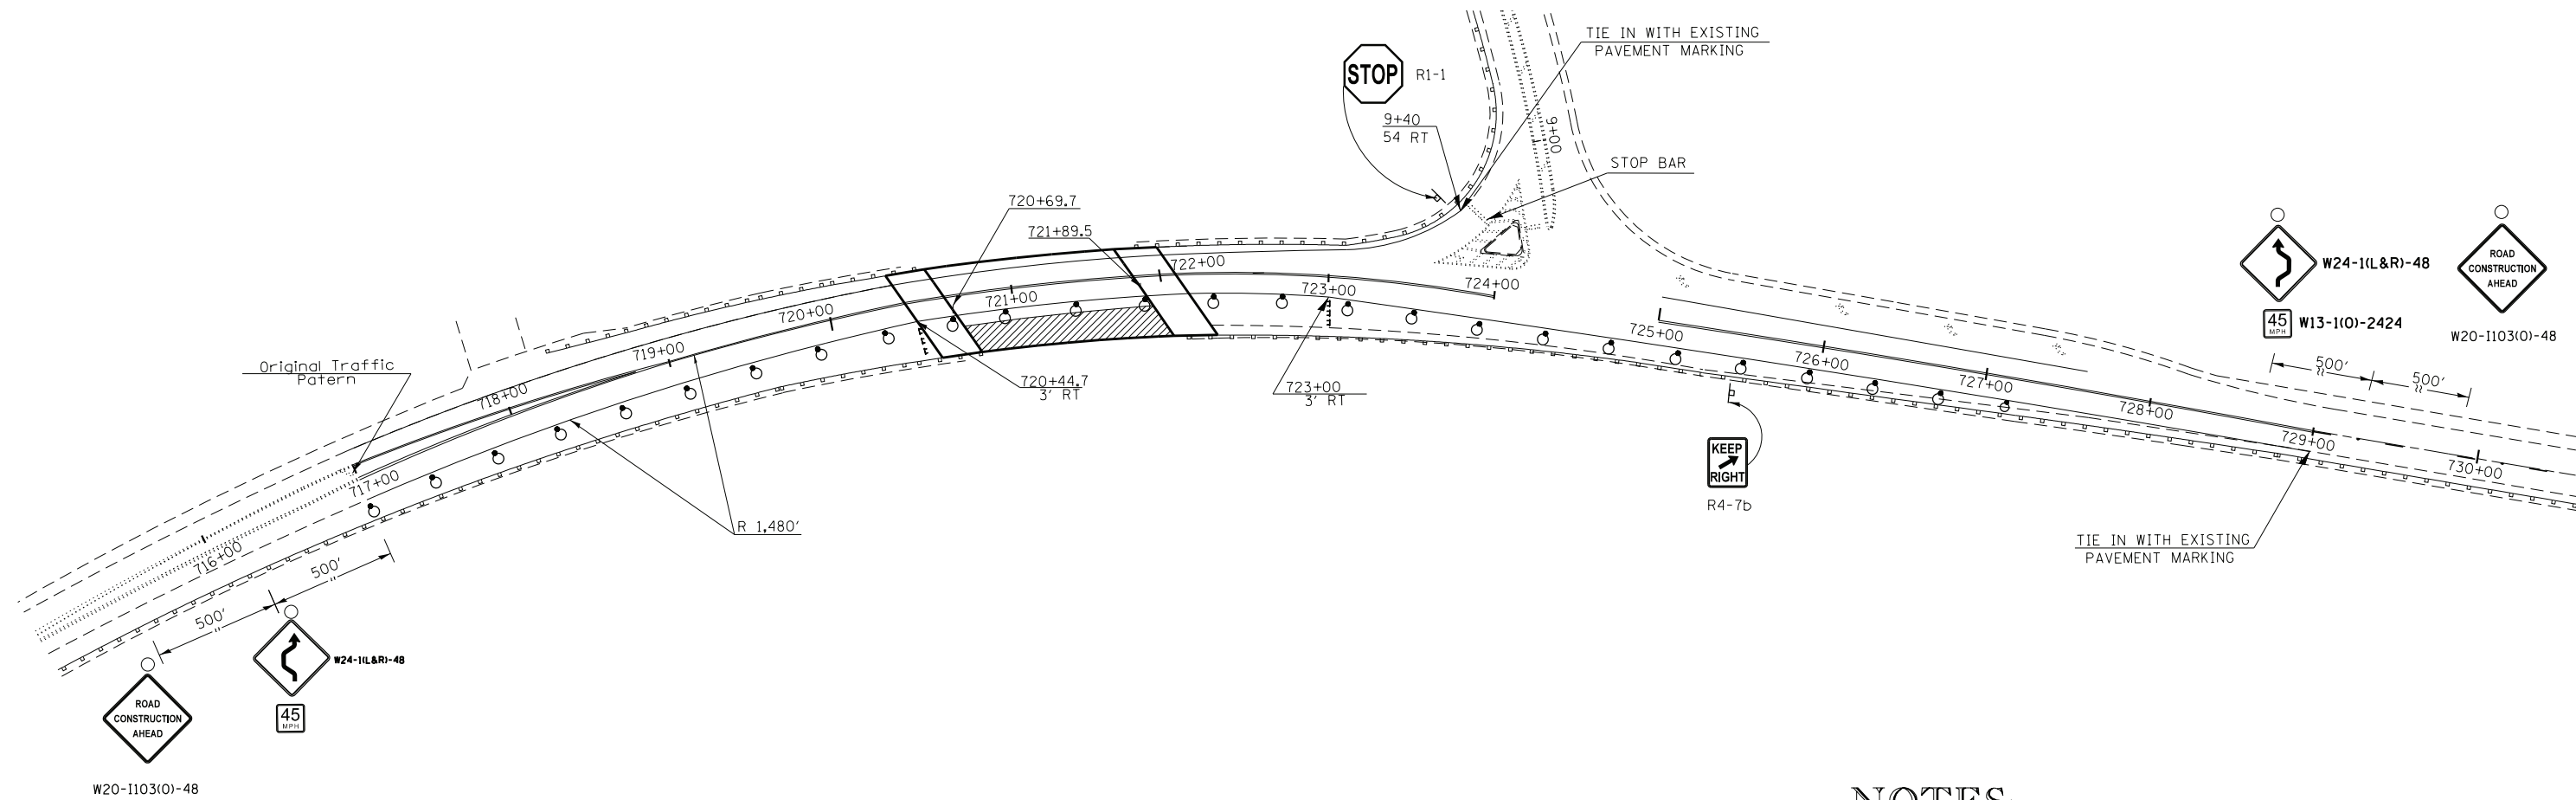 TIE IN WITH EXISTING
PAVEMENT MARKING
STOP
R1-1
9+40
54 RT
9+00
STOP BAR
720+69.7
721+89.5
722+00
721+00
723+00
724+00
720+00
719+00
718+00
717+00
716+00
Original Traffic
Patern
720+44.7
3' RT
723+00
3' RT
725+00
726+00
727+00
728+00
729+00
730+00
W24-1(L&R)-48
45
MPH
W13-1(O)-2424
ROAD
CONSTRUCTION
AHEAD
W20-I103(O)-48
500'
500'
KEEP
RIGHT
R4-7b
R 1,480'
TIE IN WITH EXISTING
PAVEMENT MARKING
500'
500'
W24-1(L&R)-48
45
MPH
ROAD
CONSTRUCTION
AHEAD
W20-I103(O)-48
NOTES: